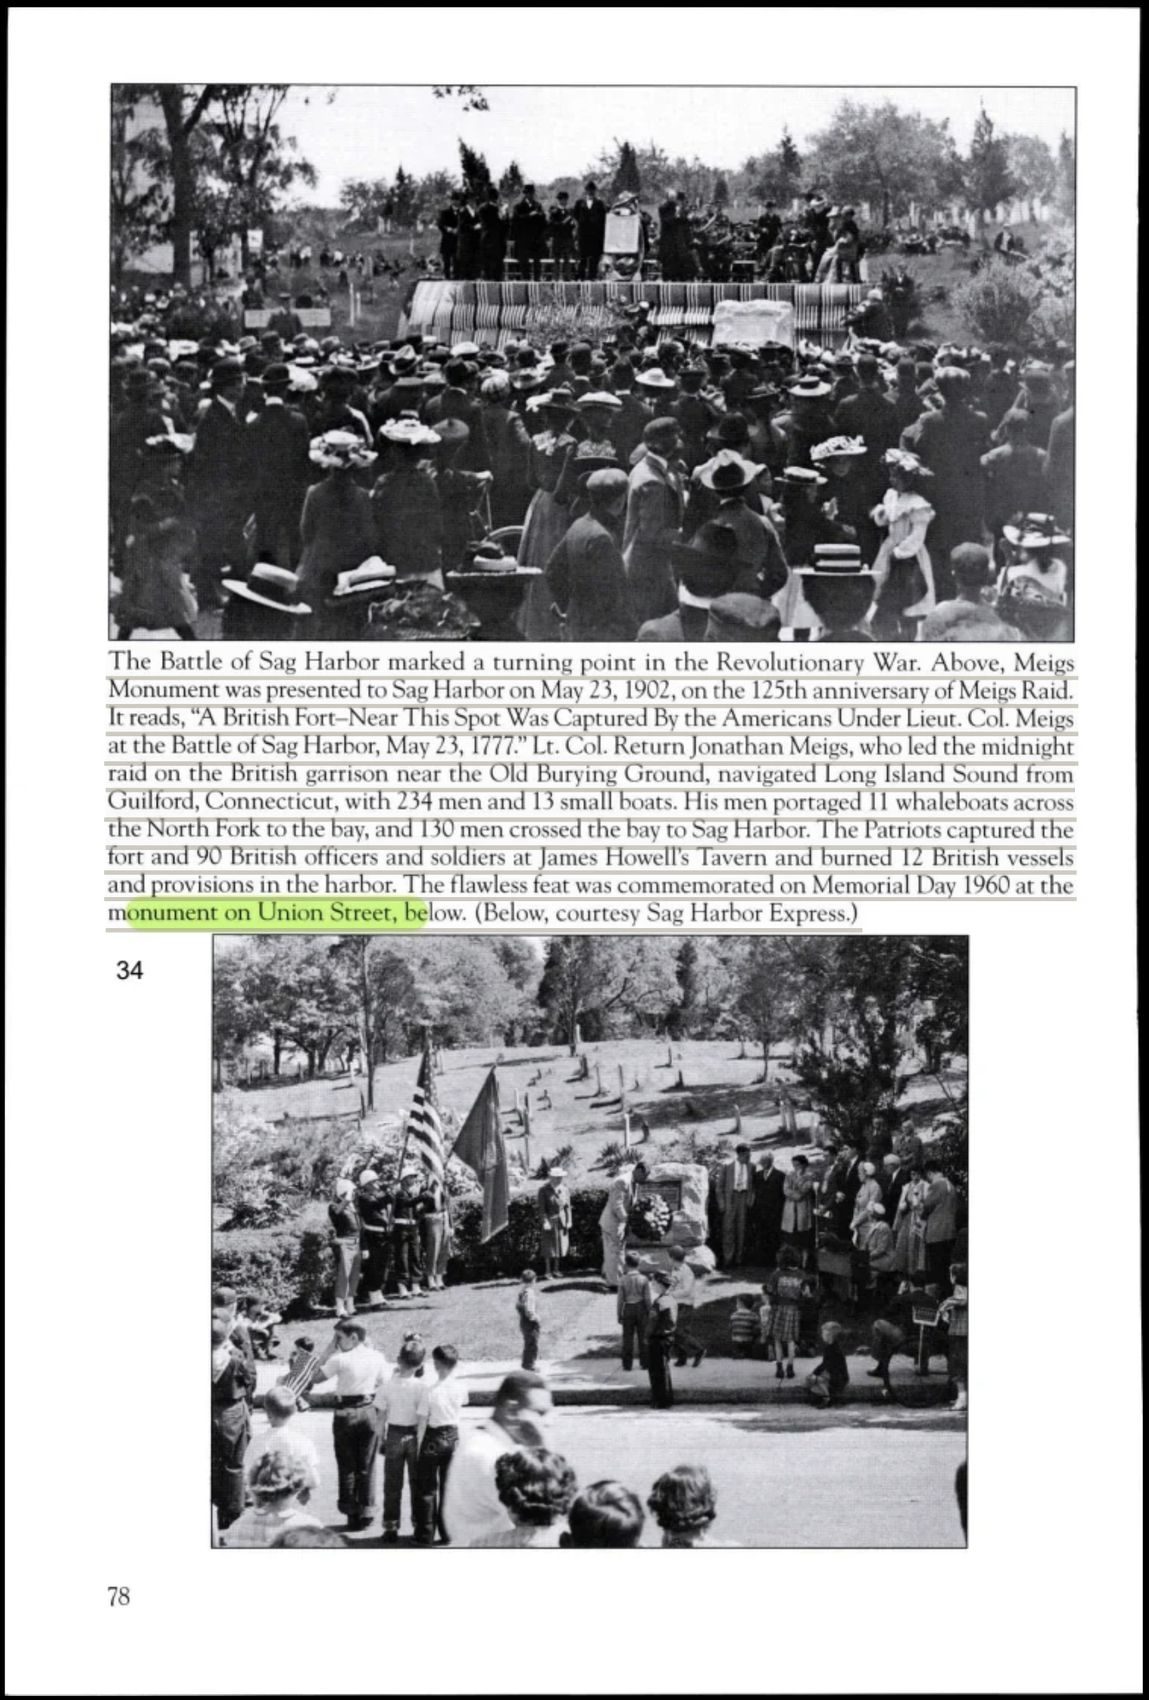 The Battle of Sag Harbor marked a turning point in the Revolutionary War. Above, Meigs
Monument was presented to Sag Harbor on May 23, 1902, on the 125th anniversary of Meigs Raid.
It reads, “A British Fort–Near This Spot Was Captured By the Americans Under Lieut. Col. Meigs
at the Battle of Sag Harbor, May 23, 1777.” Lt. Col. Return Jonathan Meigs, who led the midnight
raid on the British garrison near the Old Burying Ground, navigated Long Island Sound from
Guilford, Connecticut, with 234 men and 13 small boats. His men portaged 11 whaleboats across
the North Fork to the bay, and 130 men crossed the bay to Sag Harbor. The Patriots captured the
fort and 90 British officers and soldiers at James Howell’s Tavern and burned 12 British vessels
and provisions in the harbor. The flawless feat was commemorated on Memorial Day 1960 at the
monument on Union Street, below. (Below, courtesy Sag Harbor Express.)
34
78